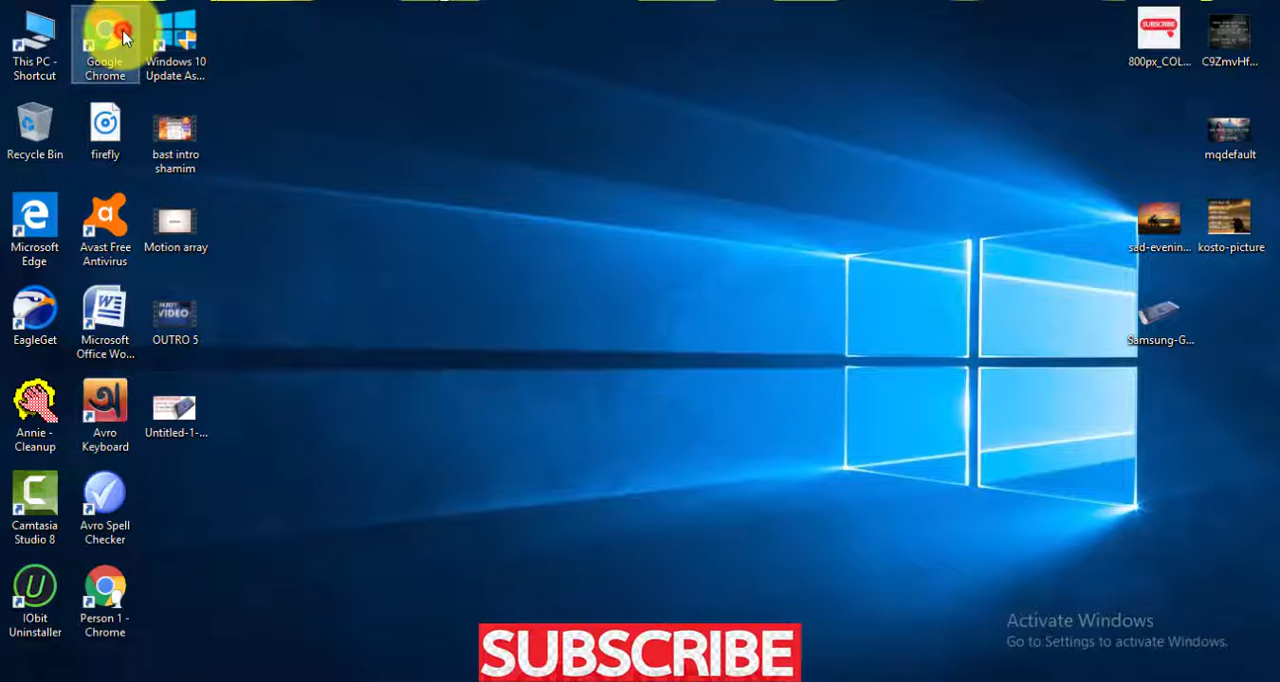 This PC -
Shortcut
Google
Chrome
Windows 10
Update As...
Recycle Bin
firefly
bast intro
shamim
Microsoft
Edge
Avast Free
Antivirus
Motion array
EagleGet
Microsoft
Office Wo...
OUTRO 5
Annie -
Cleanup
Avro
Keyboard
Untitled-1-...
Camtasia
Studio 8
Avro Spell
Checker
IObit
Uninstaller
Person 1 -
Chrome
SUBSCRIBE
800px_COL...
C9ZmvHf...
mqdefault
sad-evenin...
kosto-picture
Samsung-G...
VIDEO
অ
Activate Windows
Go to Settings to activate Windows.
SUBSCRIBE